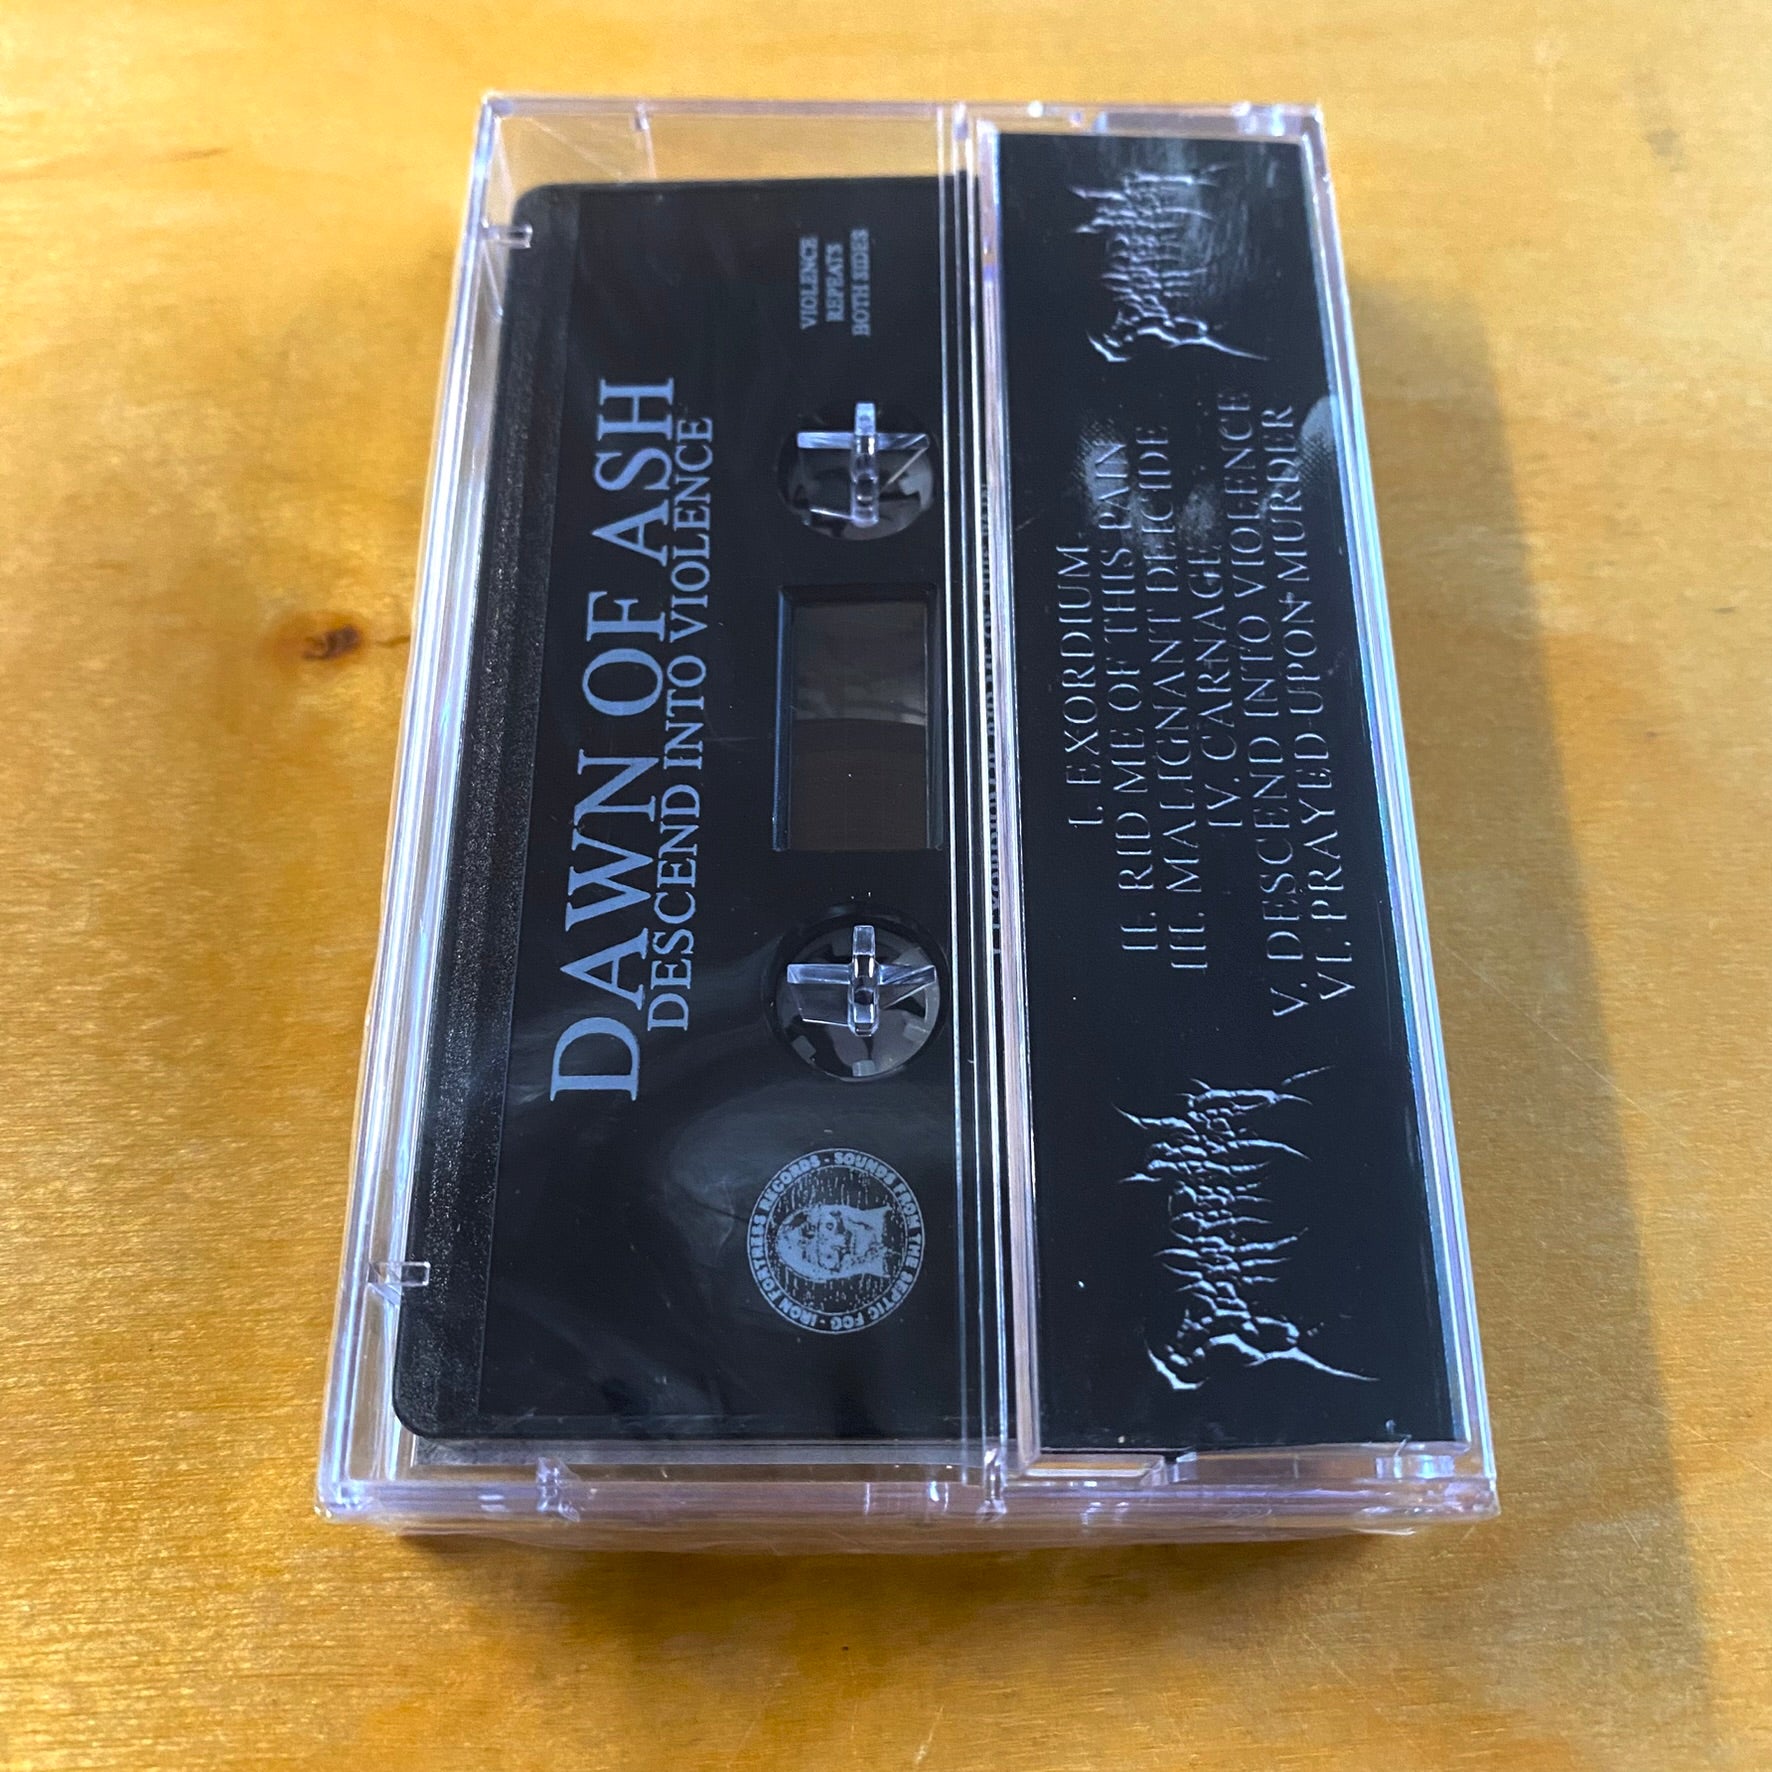 DAWN OF ASH
DESCEND INTO VIOLENCE
VIOLENCE
REPEATS
BOTH SIDES
IRON FORTRESS RECORDS - SOUNDS FROM THE SEPTIC FOG -
I. EXORDIUM
II. RID ME OF THIS PAIN
III. MALIGNANT DEICIDE
IV. CARNAGE
V. DESCEND INTO VIOLENCE
VI. PRAYED UPON MURDER